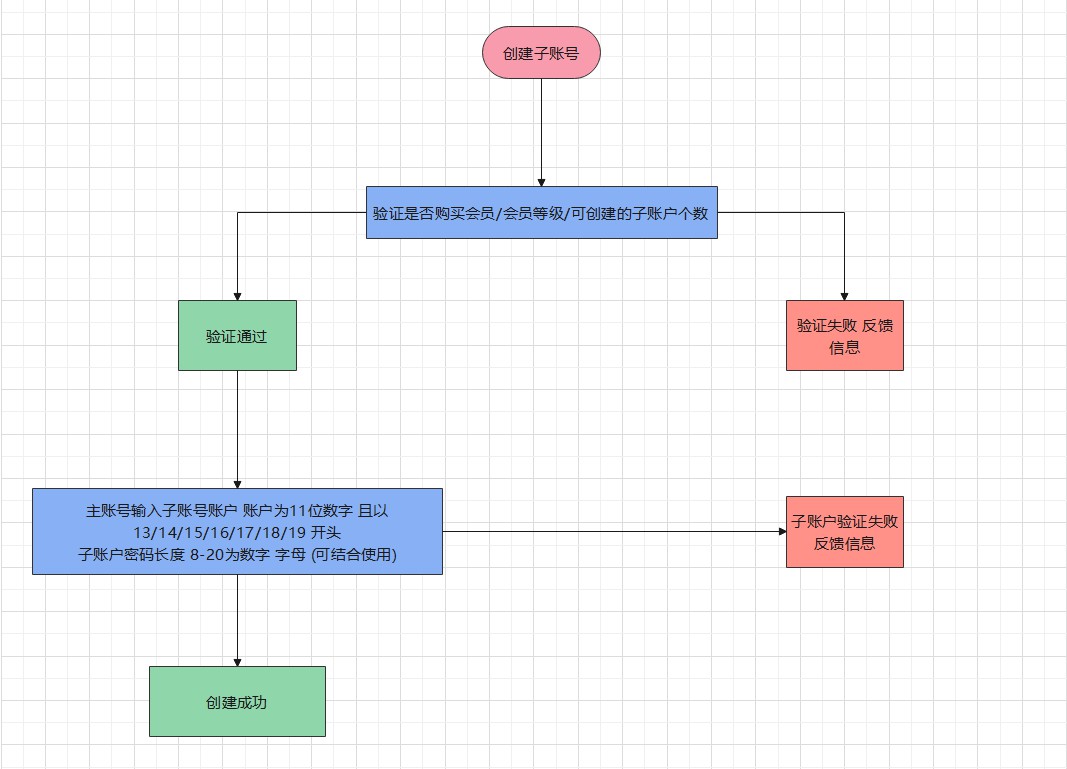 创建子账号
验证是否购买会员/会员等级/可创建的子账户个数
验证通过
验证失败 反馈
信息
主账号输入子账号账户 账户为11位数字 且以
13/14/15/16/17/18/19 开头
子账户密码长度 8-20为数字 字母 (可结合使用)
子账户验证失败
反馈信息
创建成功